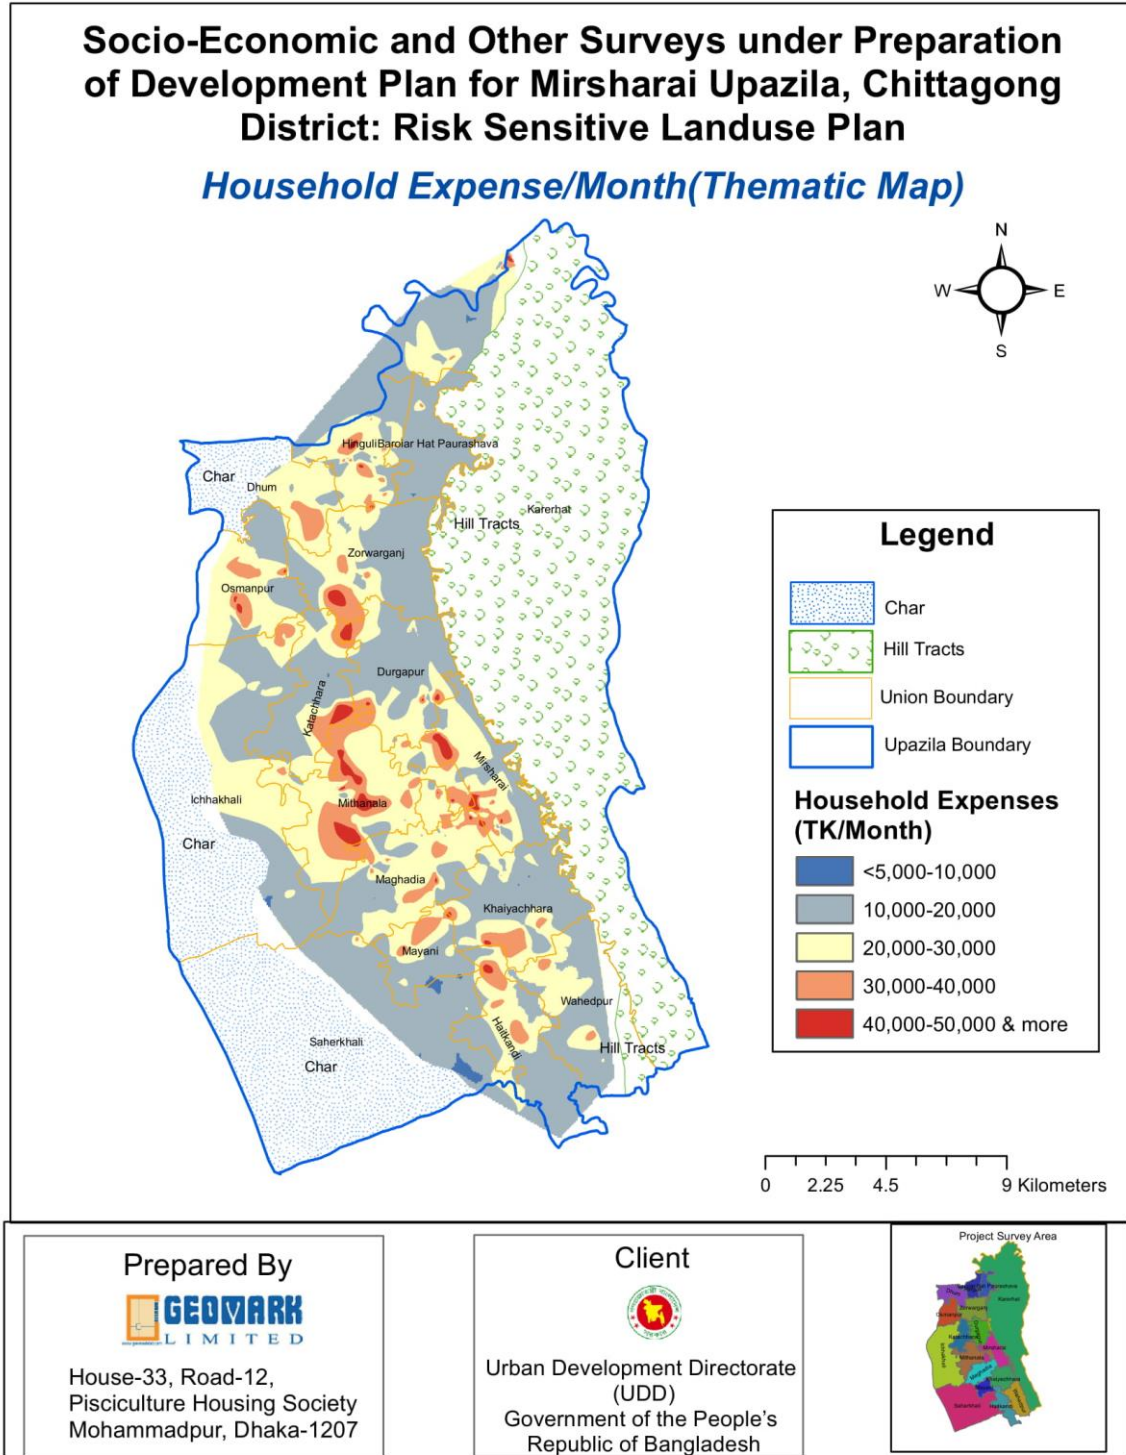 Socio-Economic and Other Surveys under Preparation
of Development Plan for Mirsharai Upazila, Chittagong
District: Risk Sensitive Landuse Plan
Household Expense/Month(Thematic Map)
N
W
E
S
Hinguli
Baroiar Hat Paurashava
Char
Dhum
Karerhat
Hill Tracts
Zorwarganj
Osmanpur
Durgapur
Katachhara
Mirsharai
Ichhakhali
Mithanala
Char
Maghadia
Khaiyachhara
Mayani
Wahedpur
Haitkandi
Saherkhali
Hill Tracts
Char
Legend
Char
Hill Tracts
Union Boundary
Upazila Boundary
Household Expenses
(TK/Month)
<5,000-10,000
10,000-20,000
20,000-30,000
30,000-40,000
40,000-50,000 & more
0 2.25 4.5 9 Kilometers
Prepared By
GEOMARK
LIMITED
House-33, Road-12,
Pisciculture Housing Society
Mohammadpur, Dhaka-1207
Client
Urban Development Directorate
(UDD)
Government of the People's
Republic of Bangladesh
Project Survey Area